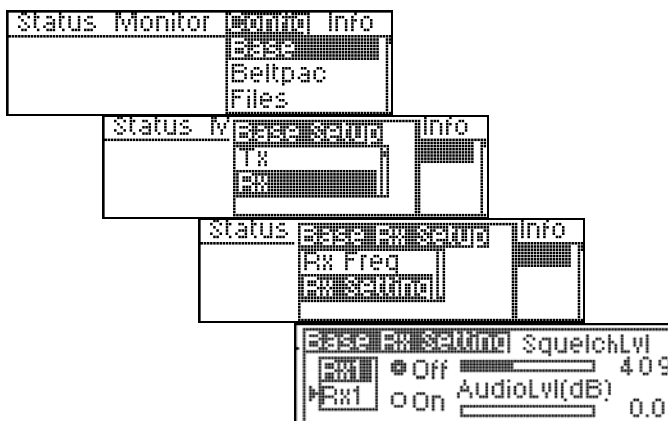 Status Monitor Config Info
Base
Beltpac
Files
Status M Base Setup Info
Tx
Rx
Status Base Rx Setup Info
Rx Freq
Rx Setting
Base Rx Setting SquelchLvl
Rx1 Off 409
Rx1 On AudioLvl(dB)
0.0